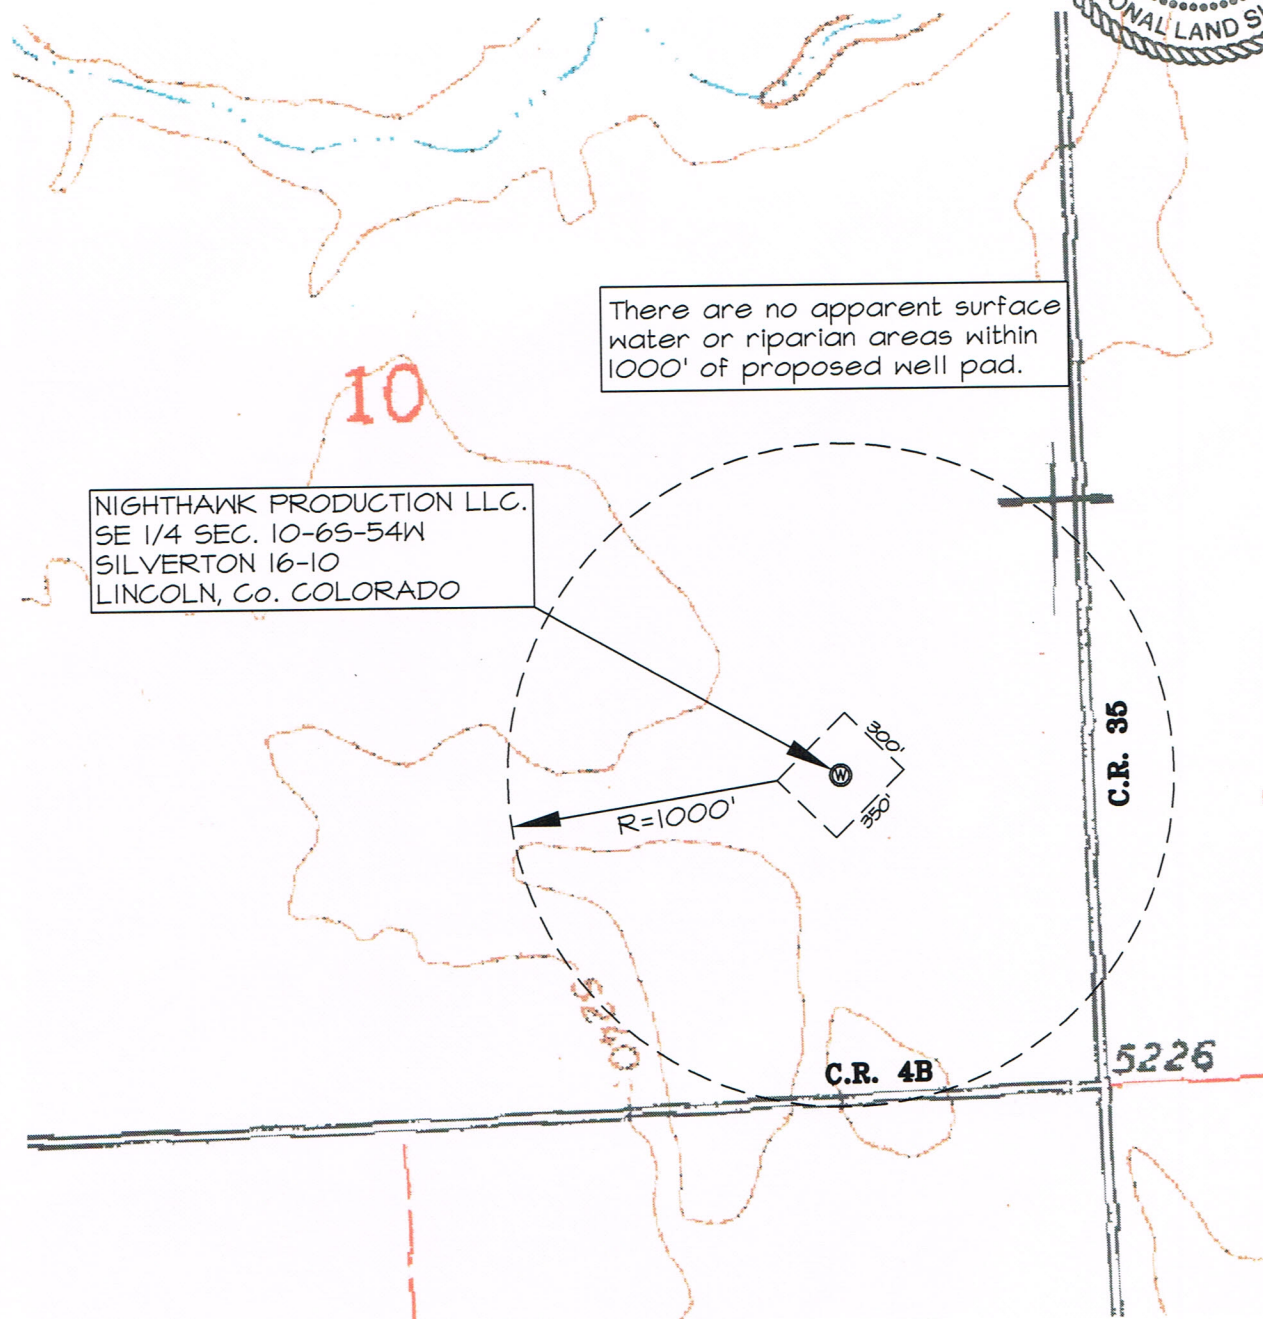 ONAL LAND
There are no apparent surface
water or riparian areas within
1000' of proposed well pad.
10
NIGHTHAWK PRODUCTION LLC.
SE 1/4 SEC. 10-6S-54W
SILVERTON 16-10
LINCOLN, Co. COLORADO
300'
W
350'
R=1000'
C.R. 35
5240
C.R. 4B
5226